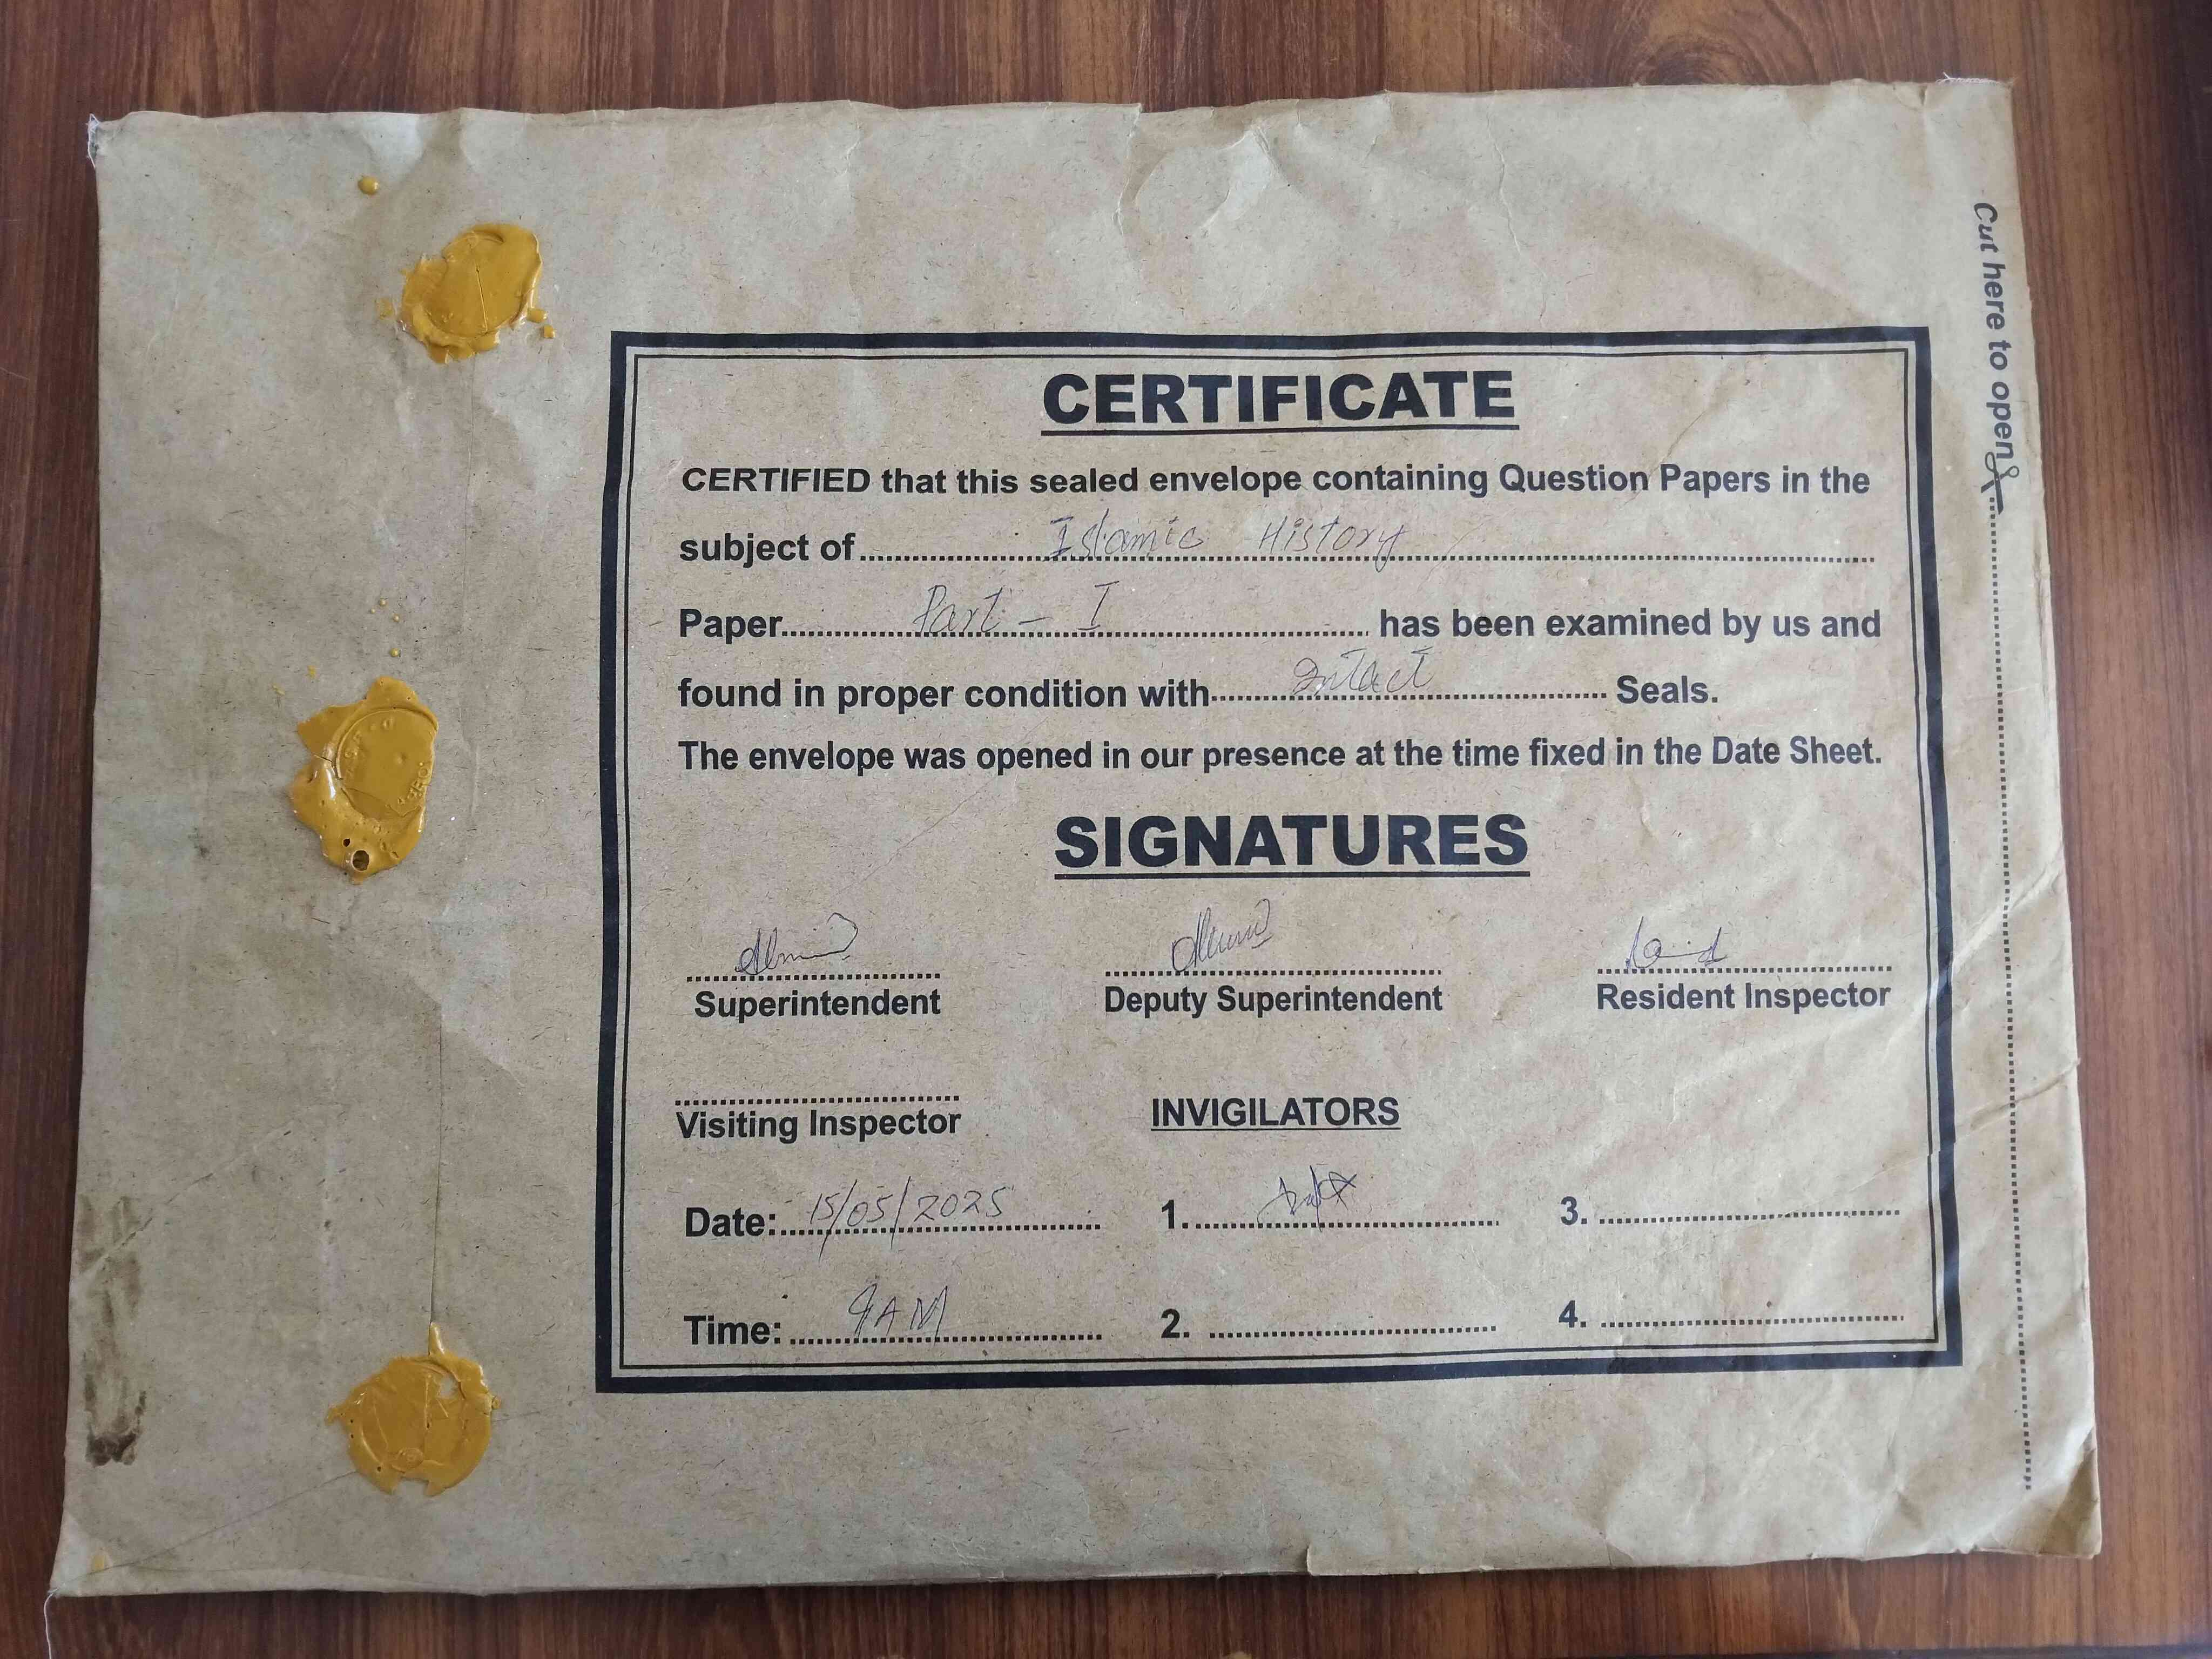 Cut here to open
CERTIFICATE
CERTIFIED that this sealed envelope containing Question Papers in the
subject of Islamic History
Paper Part - I has been examined by us and
found in proper condition with Intact Seals.
The envelope was opened in our presence at the time fixed in the Date Sheet.
SIGNATURES
Superintendent Deputy Superintendent Resident Inspector
Visiting Inspector INVIGILATORS
Date: 15/05/2025 1. 3.
Time: 9AM 2. 4.